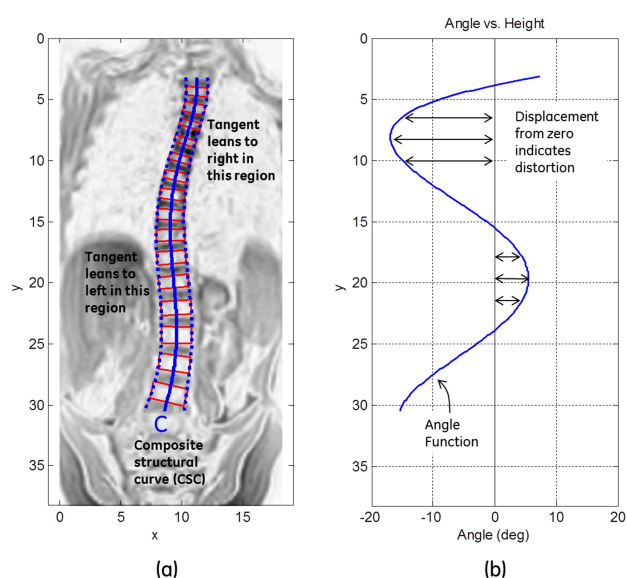 0
5
10
15
20
25
30
35
y
0
5
10
15
x
Tangent
leans to
right in
this region
Tangent
leans to
left in this
region
C
Composite
structural
curve (CSC)
(a)
Angle vs. Height
0
5
10
15
20
25
30
35
y
-20
-10
0
10
20
Angle (deg)
Displacement
from zero
indicates
distortion
Angle
Function
(b)